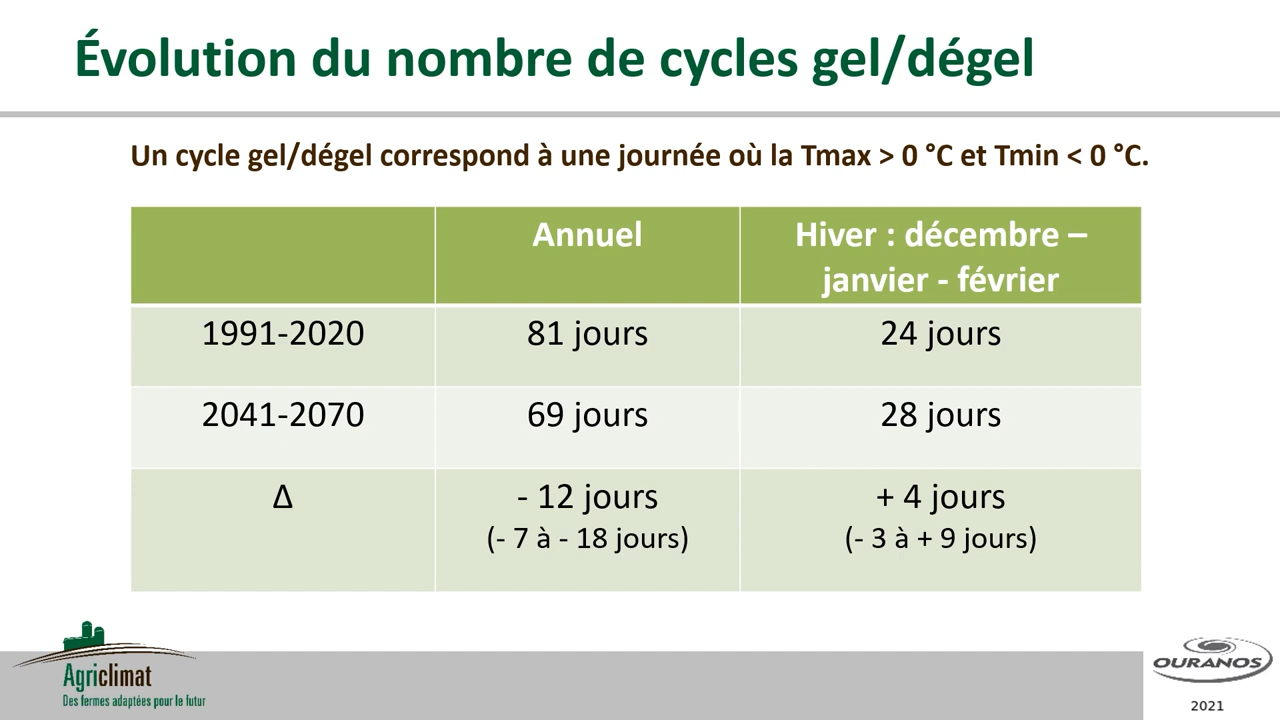 Évolution du nombre de cycles gel/dégel
Un cycle gel/dégel correspond à une journée où la Tmax > 0 °C et Tmin < 0 °C.
Annuel
Hiver : décembre –
janvier - février
1991-2020
81 jours
24 jours
2041-2070
69 jours
28 jours
Δ
- 12 jours
(- 7 à - 18 jours)
+ 4 jours
(- 3 à + 9 jours)
Agriclimat
Des fermes adaptées pour le futur
OURANOS
2021